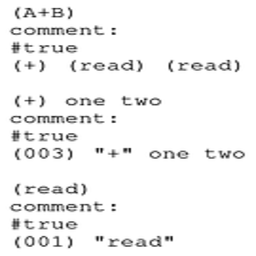 (A+B)
comment:
#true
(+) (read) (read)

(+) one two
comment:
#true
(003) "+" one two

(read)
comment:
#true
(001) "read"